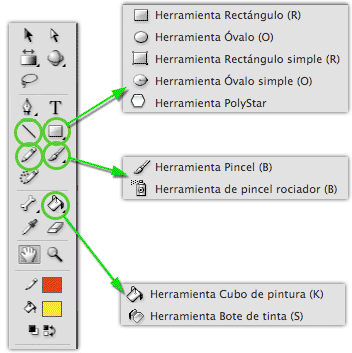 Herramienta Rectángulo (R)
Herramienta Óvalo (O)
Herramienta Rectángulo simple (R)
Herramienta Óvalo simple (O)
Herramienta PolyStar
T
Herramienta Pincel (B)
Herramienta de pincel rociador (B)
Herramienta Cubo de pintura (K)
Herramienta Bote de tinta (S)